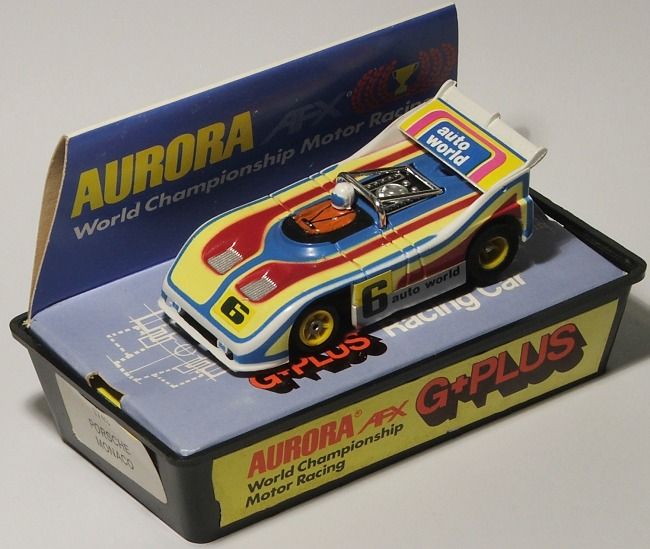 AURORA AFX
World Championship Motor Racing
auto
world
6
6
auto world
G+PLUS Racing Car
PORSCHE
MONACO
AURORA® AFX G+PLUS
World Championship
Motor Racing